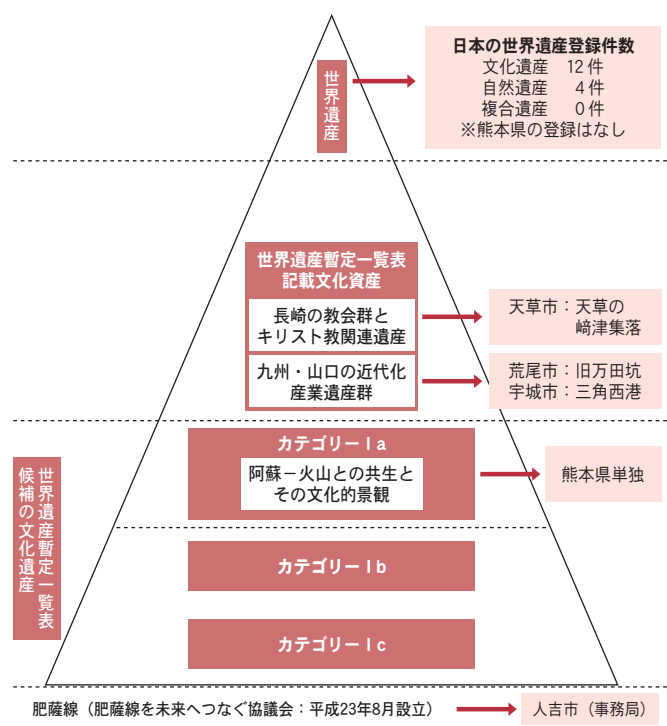 世界遺産
日本の世界遺産登録件数
文化遺産 12件
自然遺産 4件
複合遺産 0件
※熊本県の登録はなし
世界遺産暫定一覧表
記載文化資産
長崎の教会群と
キリスト教関連遺産
天草市：天草の
﨑津集落
九州・山口の近代化
産業遺産群
荒尾市：旧万田坑
宇城市：三角西港
世界遺産暫定一覧表
候補の文化遺産
カテゴリーⅠa
阿蘇－火山との共生と
その文化的景観
熊本県単独
カテゴリーⅠb
カテゴリーⅠc
肥薩線（肥薩線を未来へつなぐ協議会：平成23年8月設立）
人吉市（事務局）